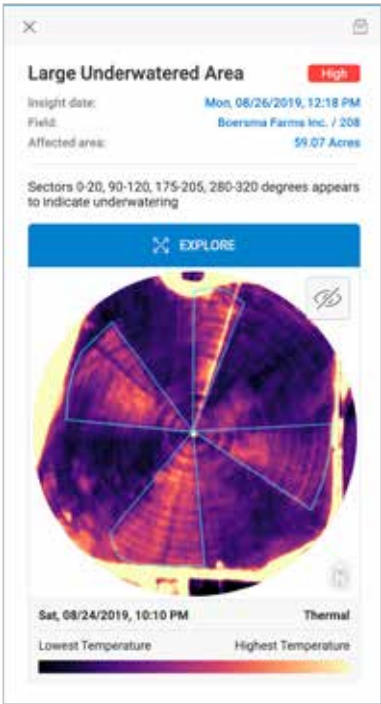 Large Underwatered Area High
Insight date: Mon, 08/26/2019, 12:18 PM
Field: Boersma Farms Inc. / 208
Affected area: 59.07 Acres
Sectors 0-20, 90-120, 175-205, 280-320 degrees appears
to indicate underwatering
EXPLORE
Sat, 08/24/2019, 10:10 PM Thermal
Lowest Temperature Highest Temperature